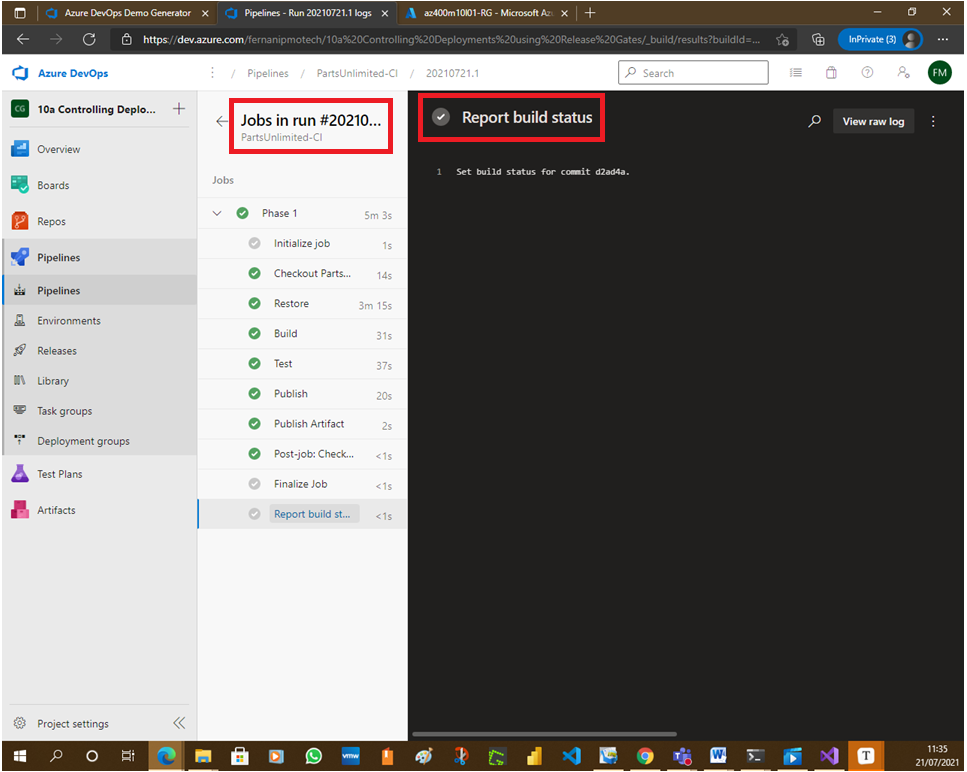 Azure DevOps Demo Generator
Pipelines - Run 20210721.1 logs
az400m10l01-RG - Microsoft Az
https://dev.azure.com/fernanipmotech/10a%20Controlling%20Deployments%20using%20Release%20Gates/_build/results?buildId=...
InPrivate (3)
Azure DevOps
/ Pipelines / PartsUnlimited-CI / 20210721.1
Search
FM
CG
10a Controlling Deplo...
Overview
Boards
Repos
Pipelines
Pipelines
Environments
Releases
Library
Task groups
Deployment groups
Test Plans
Artifacts
Project settings
Jobs in run #20210...
PartsUnlimited-CI
Jobs
Phase 1 5m 3s
Initialize job 1s
Checkout Parts... 14s
Restore 3m 15s
Build 31s
Test 37s
Publish 20s
Publish Artifact 2s
Post-job: Check... <1s
Finalize Job <1s
Report build st... <1s
Report build status
View raw log
1 Set build status for commit d2ad4a.
vmw
T
11:35
21/07/2021